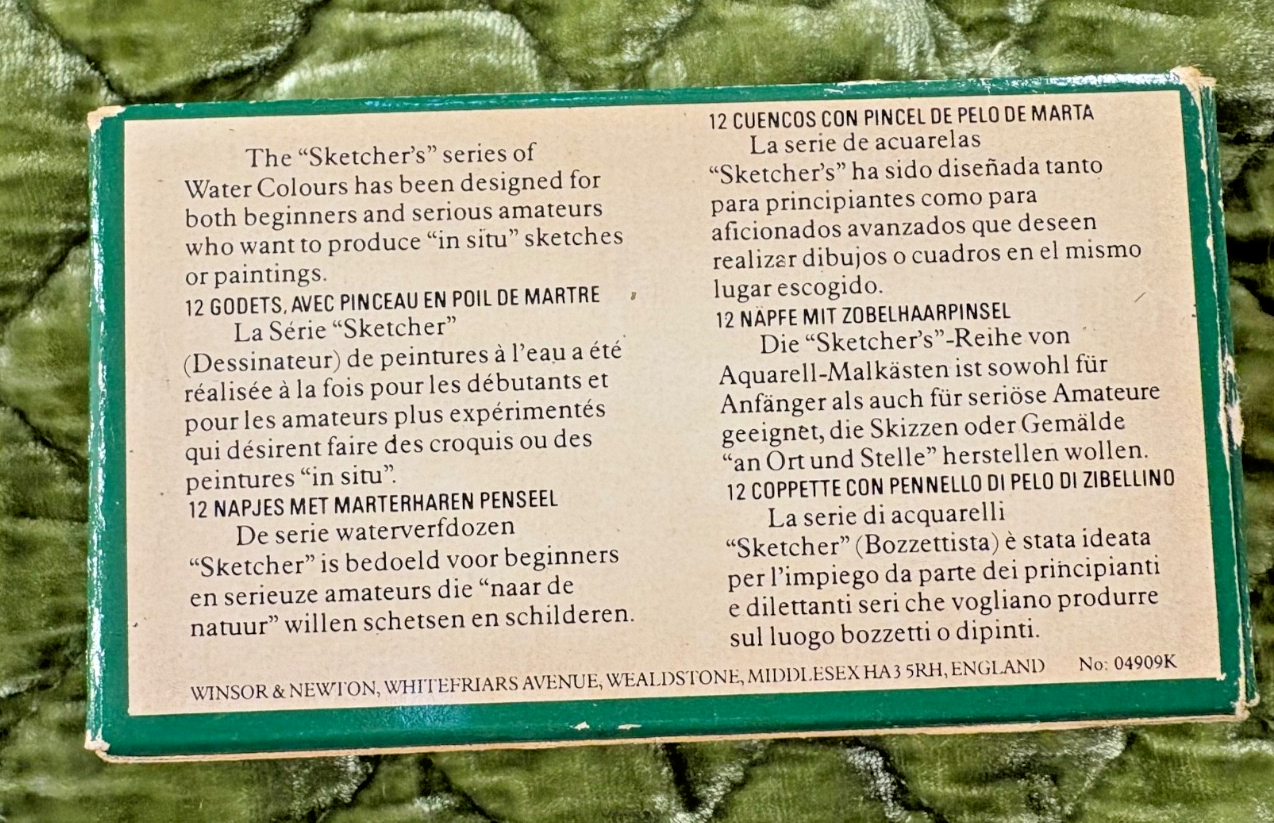 The “Sketcher’s” series of
Water Colours has been designed for
both beginners and serious amateurs
who want to produce “in situ” sketches
or paintings.
12 GODETS, AVEC PINCEAU EN POIL DE MARTRE
La Série “Sketcher”
(Dessinateur) de peintures à l’eau a été
réalisée à la fois pour les débutants et
pour les amateurs plus expérimentés
qui désirent faire des croquis ou des
peintures “in situ”.
12 NAPJES MET MARTERHAREN PENSEEL
De serie waterverfdozen
“Sketcher” is bedoeld voor beginners
en serieuze amateurs die “naar de
natuur” willen schetsen en schilderen.
12 CUENCOS CON PINCEL DE PELO DE MARTA
La serie de acuarelas
“Sketcher’s” ha sido diseñada tanto
para principiantes como para
aficionados avanzados que deseen
realizar dibujos o cuadros en el mismo
lugar escogido.
12 NÄPFE MIT ZOBELHAARPINSEL
Die “Sketcher’s”-Reihe von
Aquarell-Malkästen ist sowohl für
Anfänger als auch für seriöse Amateure
geeignet, die Skizzen oder Gemälde
“an Ort und Stelle” herstellen wollen.
12 COPPETTE CON PENNELLO DI PELO DI ZIBELLINO
La serie di acquarelli
“Sketcher” (Bozzettista) è stata ideata
per l’impiego da parte dei principianti
e dilettanti seri che vogliano produrre
sul luogo bozzetti o dipinti.
WINSOR & NEWTON, WHITEFRIARS AVENUE, WEALDSTONE, MIDDLESEX HA3 5RH, ENGLAND No: 04909K